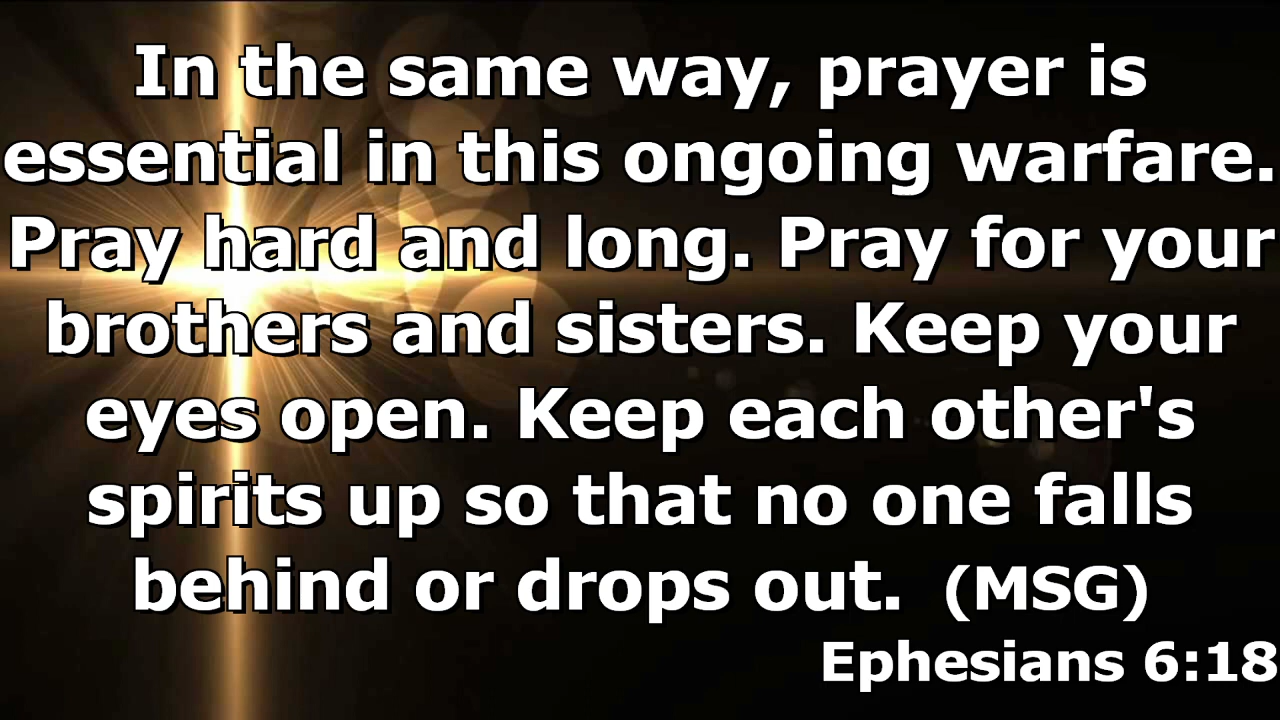 In the same way, prayer is
essential in this ongoing warfare.
Pray hard and long. Pray for your
brothers and sisters. Keep your
eyes open. Keep each other's
spirits up so that no one falls
behind or drops out. (MSG)
Ephesians 6:18